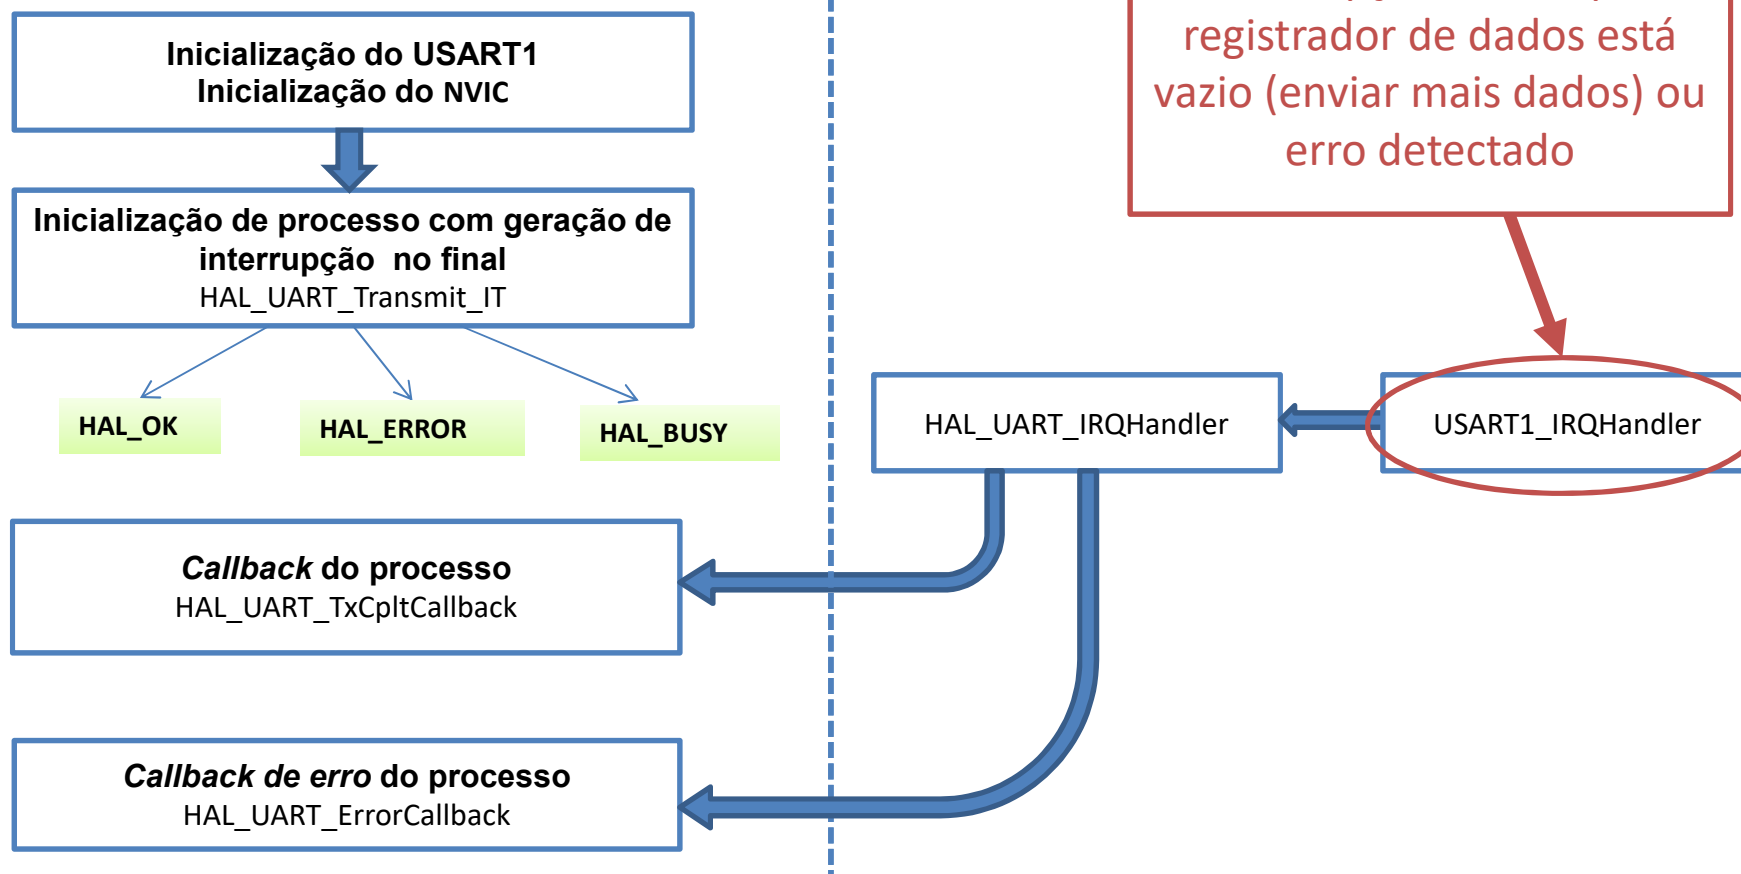 Inicialização do USART1
Inicialização do NVIC
Inicialização de processo com geração de
interrupção no final
HAL_UART_Transmit_IT
HAL_OK
HAL_ERROR
HAL_BUSY
Callback do processo
HAL_UART_TxCpltCallback
Callback de erro do processo
HAL_UART_ErrorCallback
registrador de dados está
vazio (enviar mais dados) ou
erro detectado
HAL_UART_IRQHandler
USART1_IRQHandler